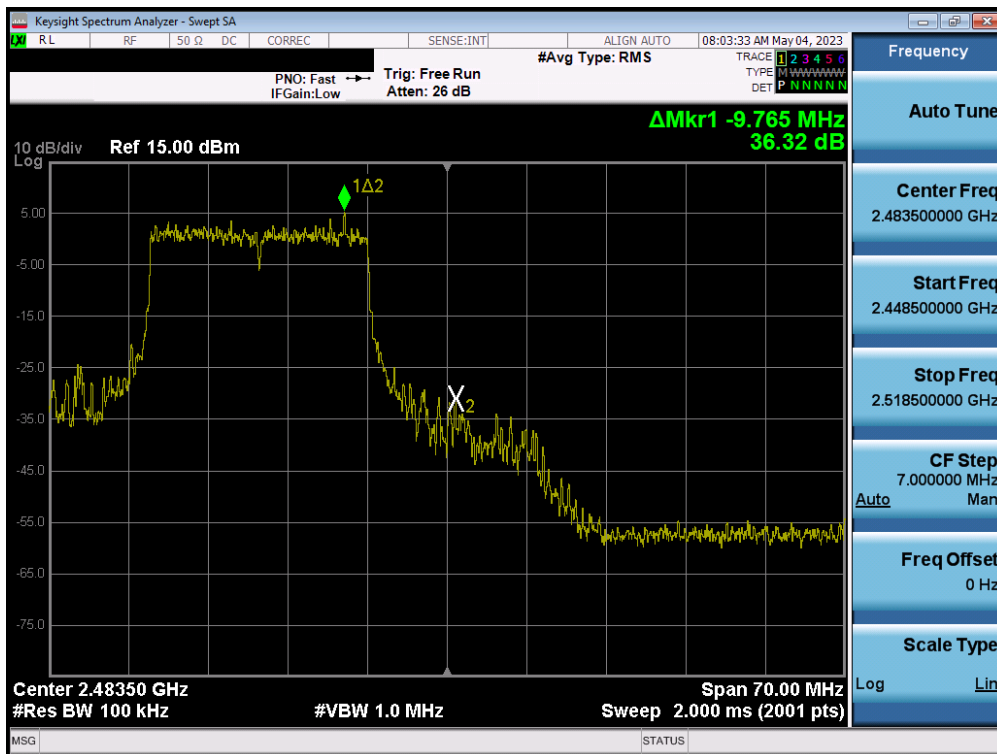 Keysight Spectrum Analyzer - Swept SA
LXI RL RF 50 Ω DC CORREC SENSE:INT ALIGN AUTO 08:03:33 AM May 04, 2023
Frequency
#Avg Type: RMS
TRACE 1 2 3 4 5 6
PNO: Fast Trig: Free Run
TYPE M WWWWW
IFGain:Low Atten: 26 dB
DET P N N N N N
Auto Tune
ΔMkr1 -9.765 MHz
36.32 dB
10 dB/div Ref 15.00 dBm
Log
1Δ2
5.00
-5.00
-15.0
-25.0
X2
-35.0
-45.0
-55.0
-65.0
-75.0
Center Freq
2.483500000 GHz
Start Freq
2.448500000 GHz
Stop Freq
2.518500000 GHz
CF Step
7.000000 MHz
Auto Man
Freq Offset
0 Hz
Scale Type
Log Lin
Center 2.48350 GHz Span 70.00 MHz
#Res BW 100 kHz #VBW 1.0 MHz Sweep 2.000 ms (2001 pts)
MSG STATUS